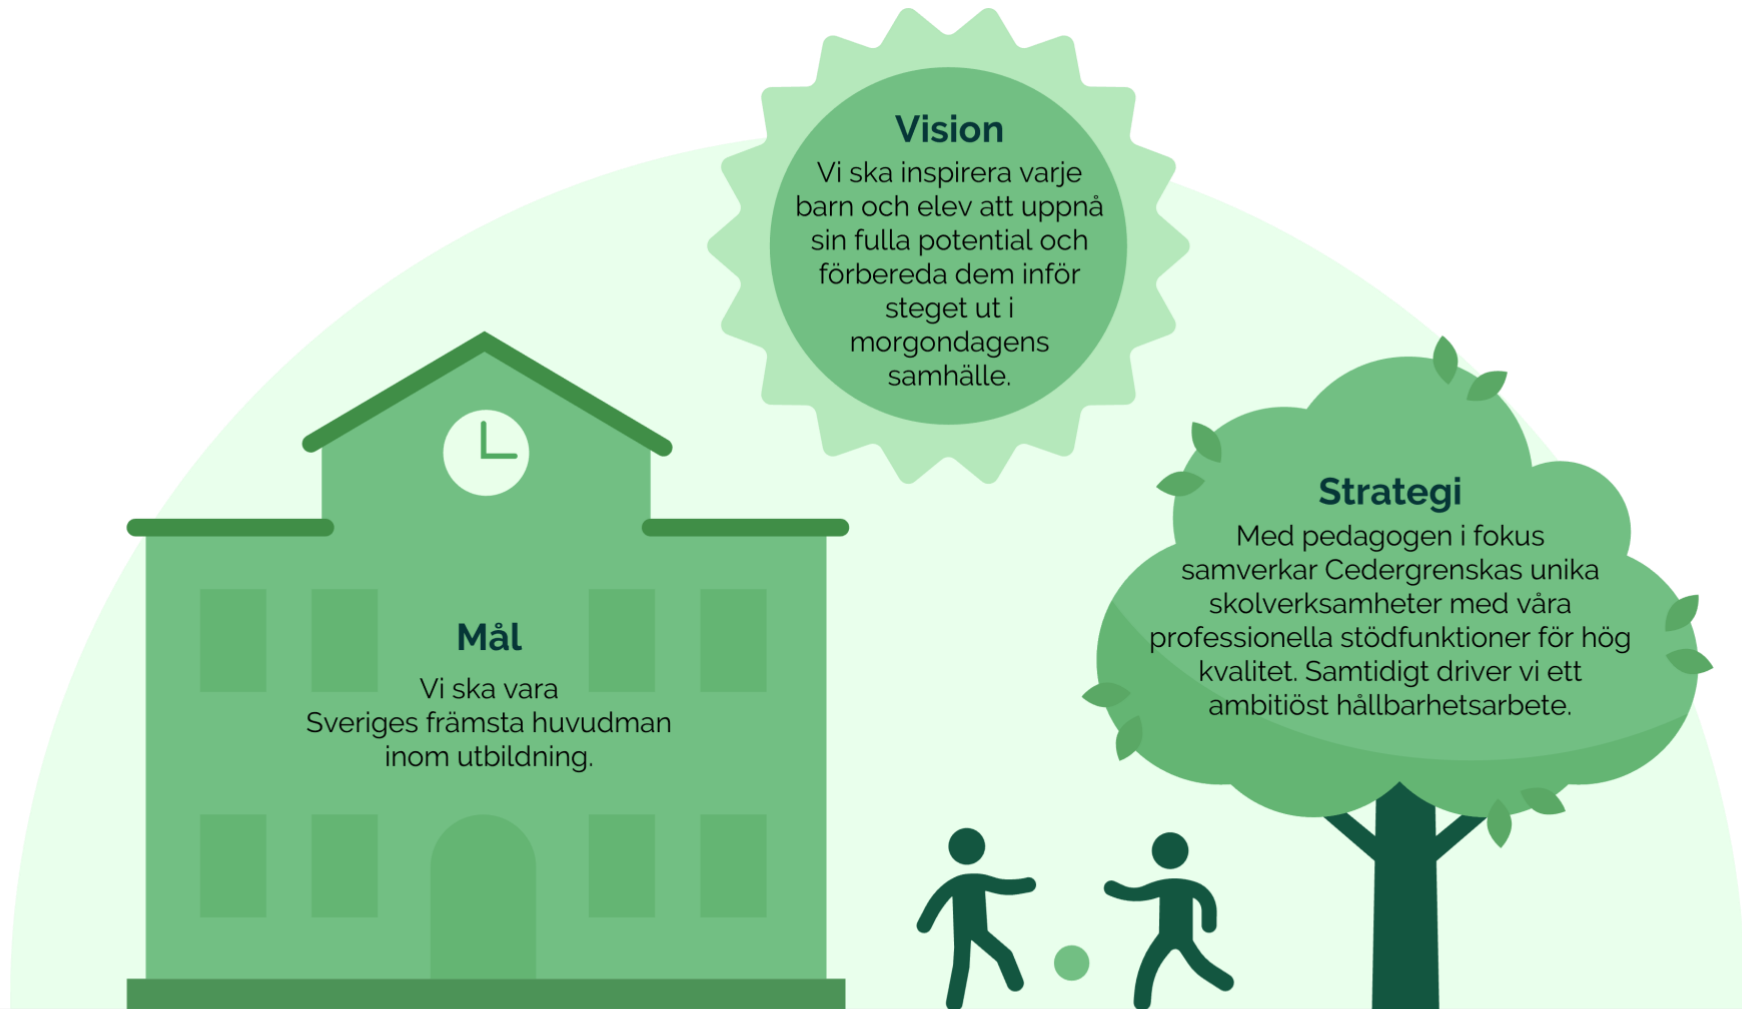 Vision
Vi ska inspirera varje
barn och elev att uppnå
sin fulla potential och
förbereda dem inför
steget ut i
morgondagens
samhälle.
Mål
Vi ska vara
Sveriges främsta huvudman
inom utbildning.
Strategi
Med pedagogen i fokus
samverkar Cedergrenskas unika
skolverksamheter med våra
professionella stödfunktioner för hög
kvalitet. Samtidigt driver vi ett
ambitiöst hållbarhetsarbete.